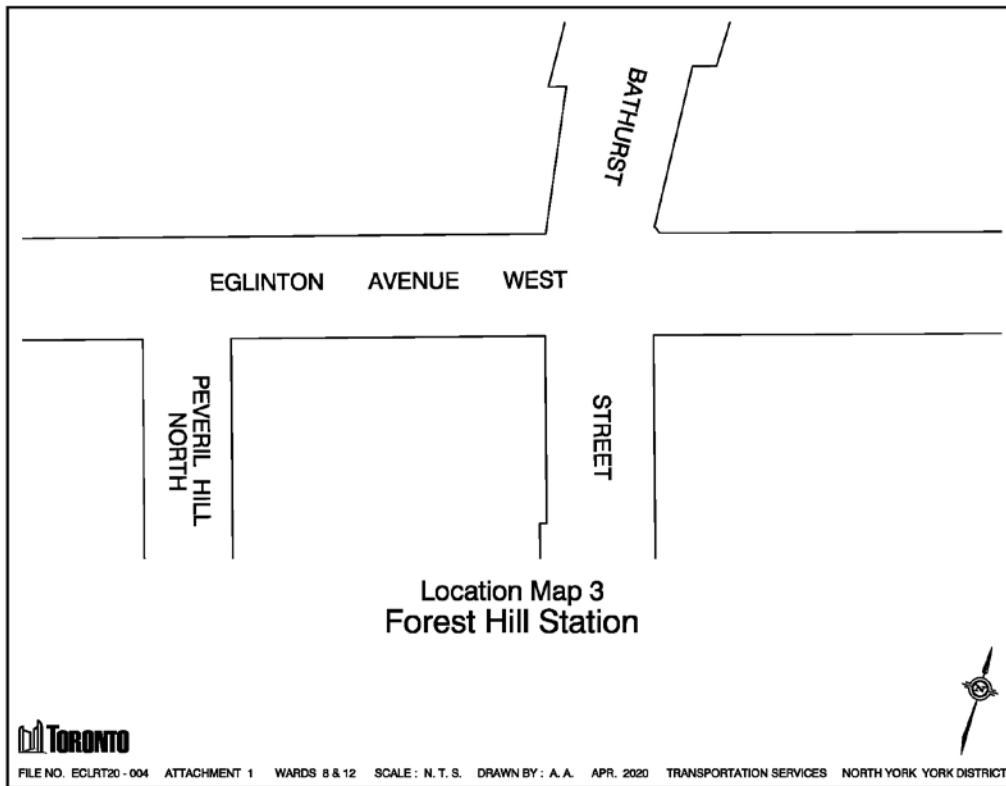 BATHURST
EGLINTON AVENUE WEST
PEVERIL HILL
NORTH
STREET
Location Map 3
Forest Hill Station
N
TORONTO
FILE NO. ECLRT20 - 004 ATTACHMENT 1 WARDS 8 & 12 SCALE : N. T. S. DRAWN BY : A. A. APR. 2020 TRANSPORTATION SERVICES NORTH YORK YORK DISTRICT